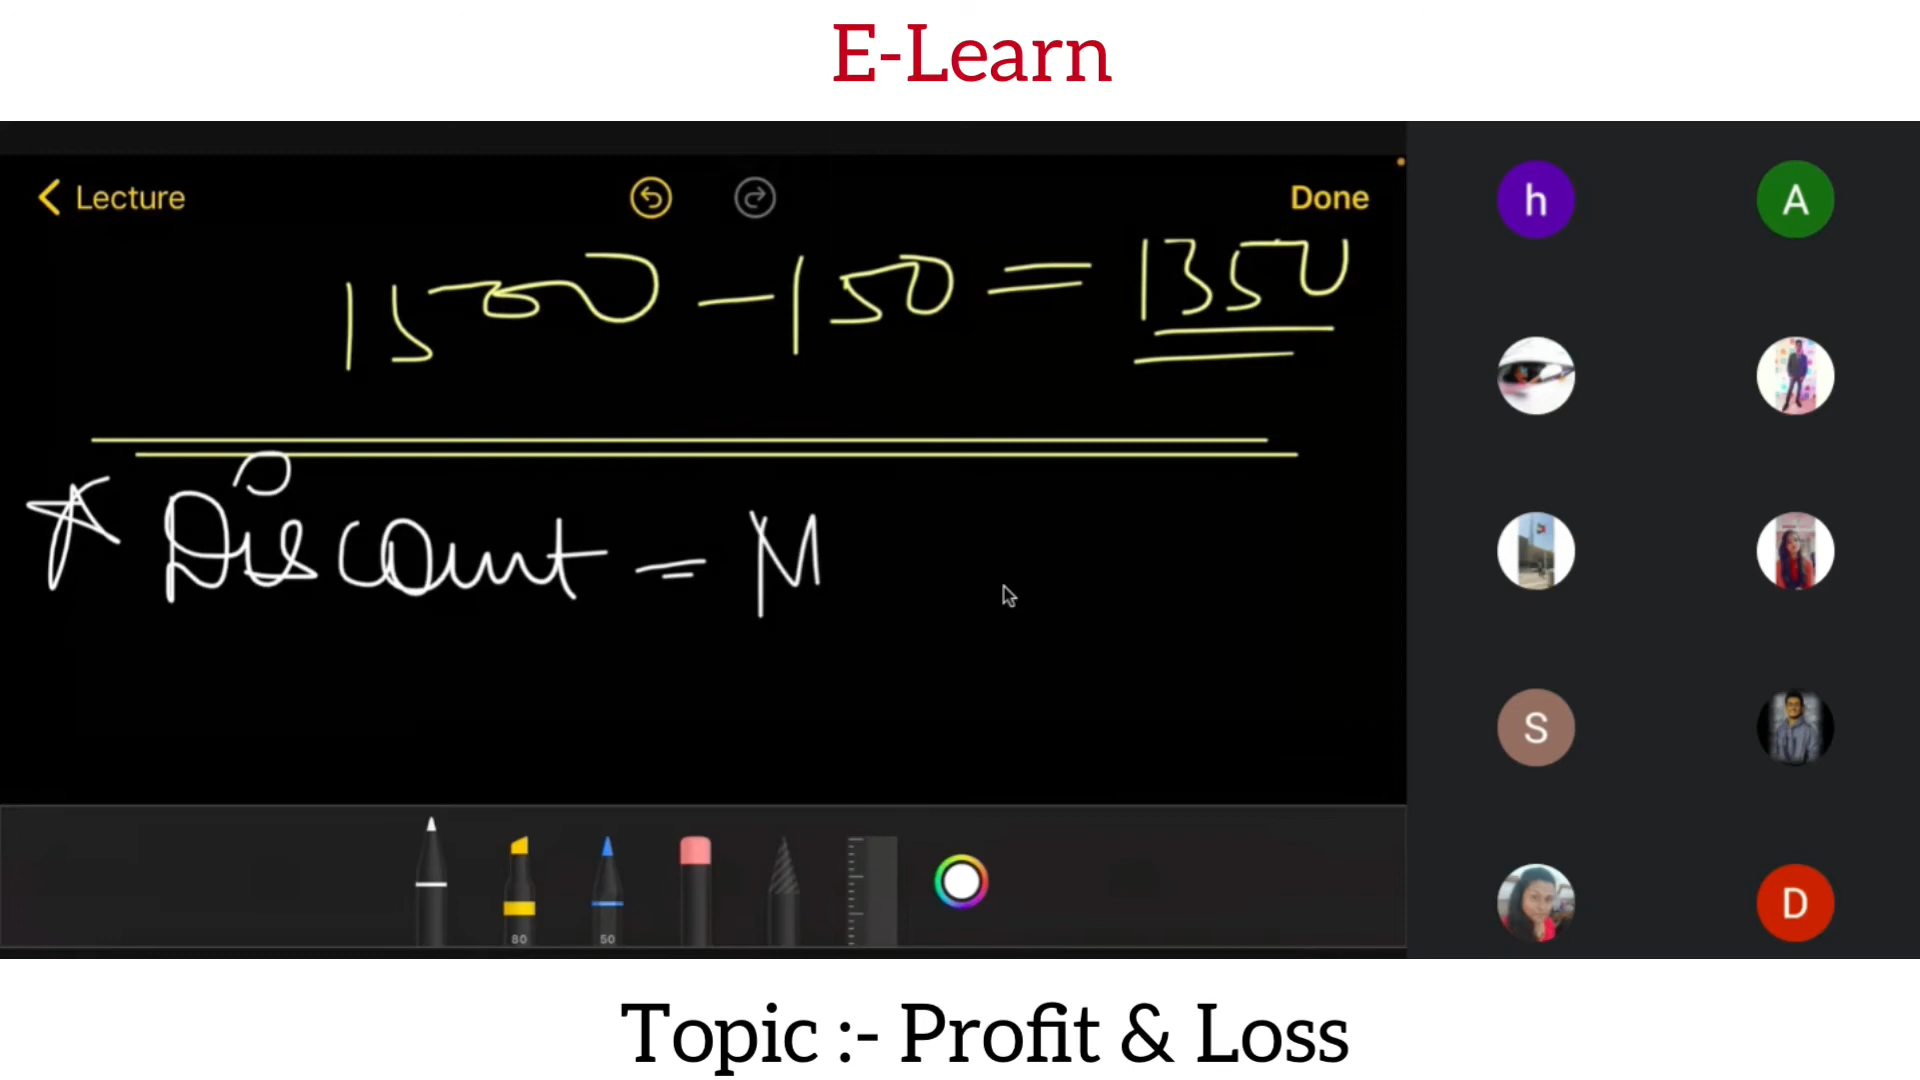 E-Learn
Lecture
Done
1500 - 150 = 1350
Discount = M
80
50
h
A
S
D
Topic :- Profit & Loss